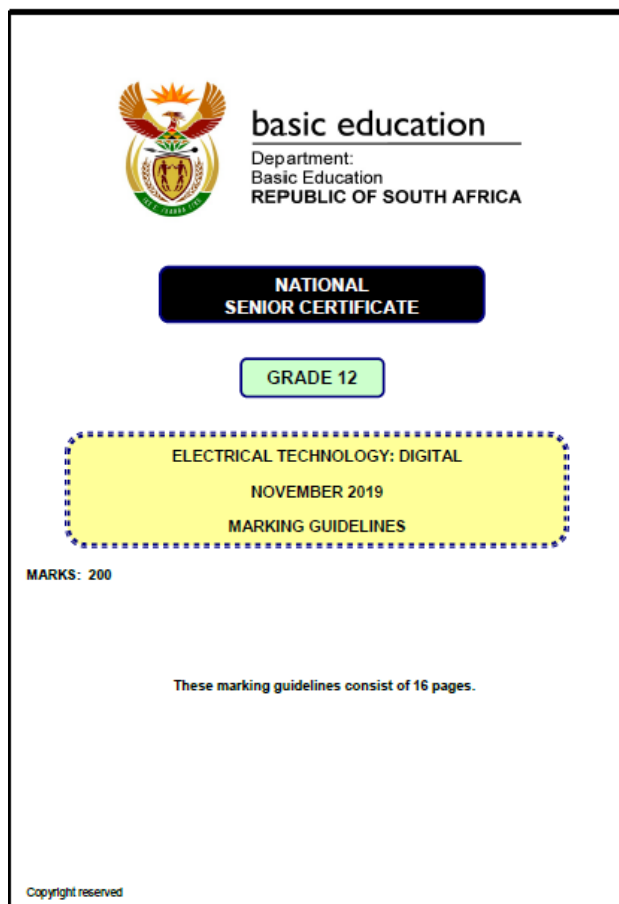 basic education
Department:
Basic Education
REPUBLIC OF SOUTH AFRICA
NATIONAL
SENIOR CERTIFICATE
GRADE 12
ELECTRICAL TECHNOLOGY: DIGITAL
NOVEMBER 2019
MARKING GUIDELINES
MARKS: 200
These marking guidelines consist of 16 pages.
Copyright reserved